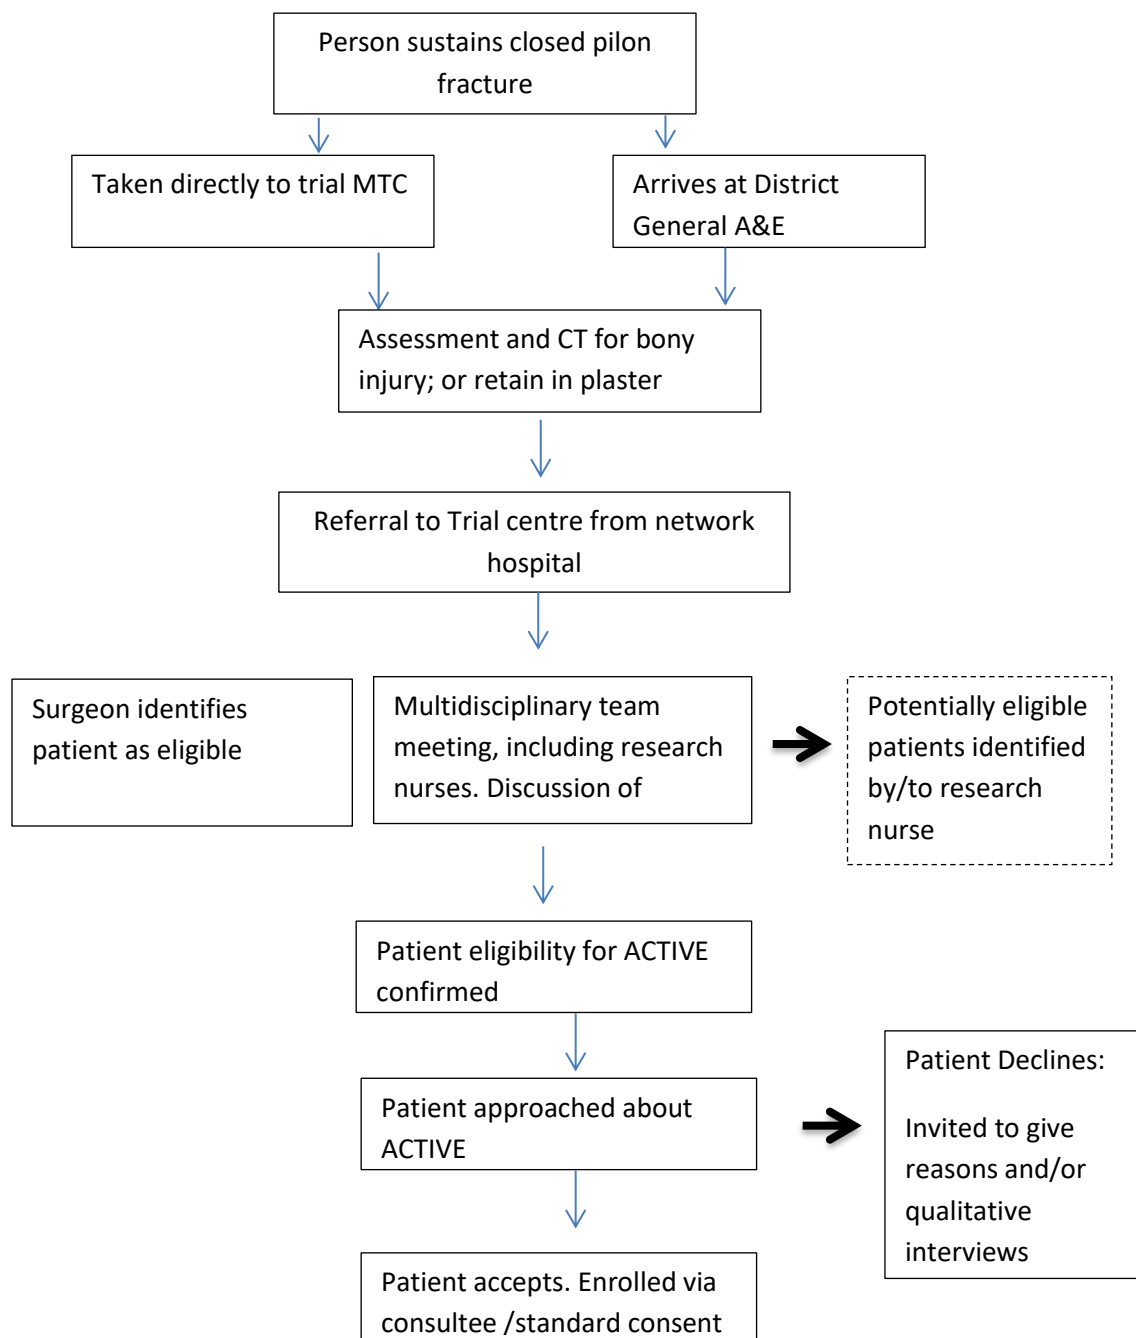 Person sustains closed pilon
fracture
Taken directly to trial MTC
Arrives at District
General A&E
Assessment and CT for bony
injury; or retain in plaster
Referral to Trial centre from network
hospital
Surgeon identifies
patient as eligible
Multidisciplinary team
meeting, including research
nurses. Discussion of
Potentially eligible
patients identified
by/to research
nurse
Patient eligibility for ACTIVE
confirmed
Patient approached about
ACTIVE
Patient Declines:
Invited to give
reasons and/or
qualitative
interviews
Patient accepts. Enrolled via
consultee /standard consent